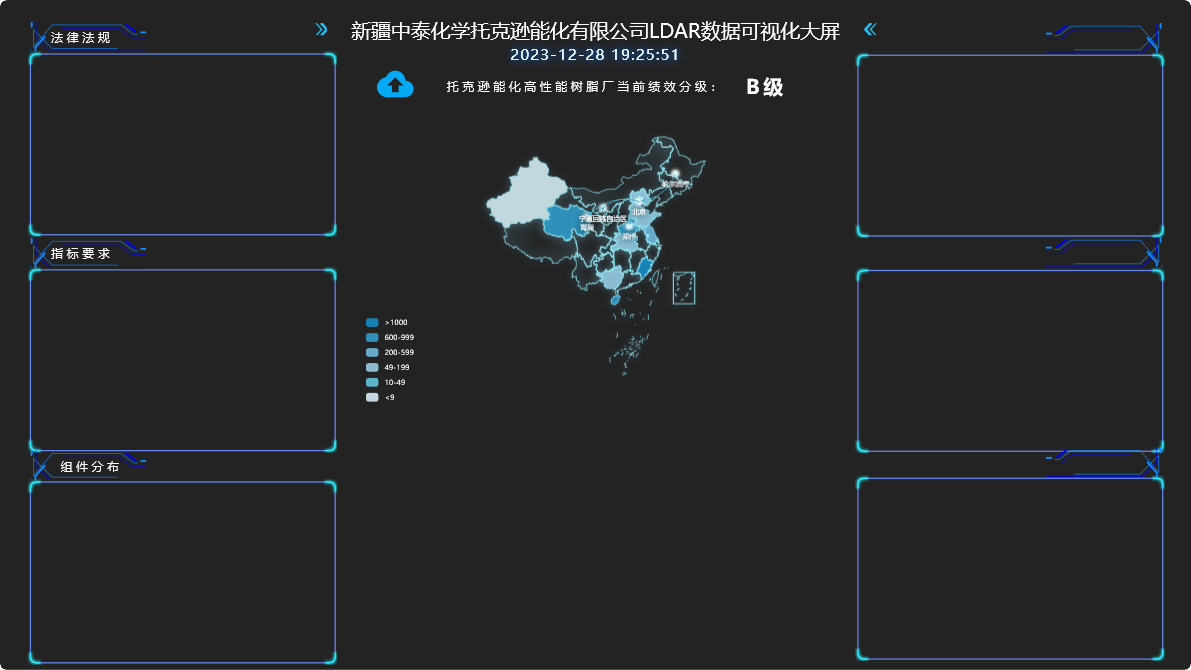 新疆中泰化学托克逊能化有限公司LDAR数据可视化大屏
2023-12-28 19:25:51
托克逊能化高性能树脂厂当前绩效分级： B级
法律法规
指标要求
组件分布
北京
宁夏回族自治区
青海
郑州
>1000
600-999
200-599
49-199
10-49
<9